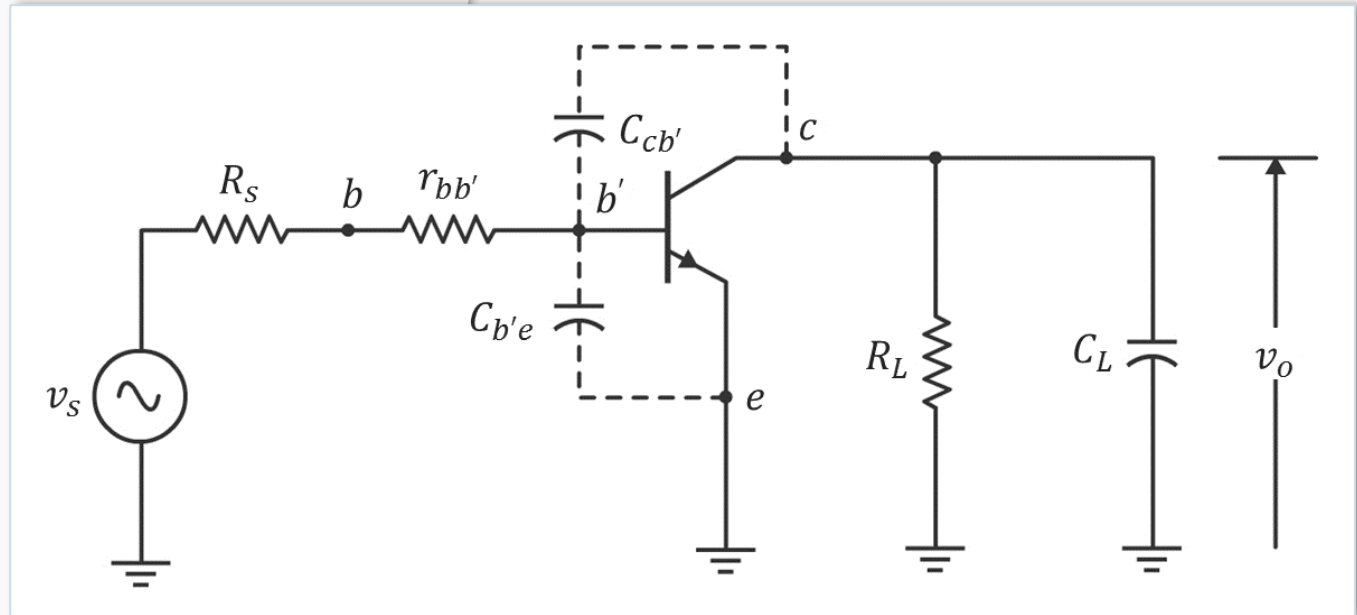 C_{cb'}
c
R_s
b
r_{bb'}
b'
C_{b'e}
R_L
C_L
v_o
v_s
e